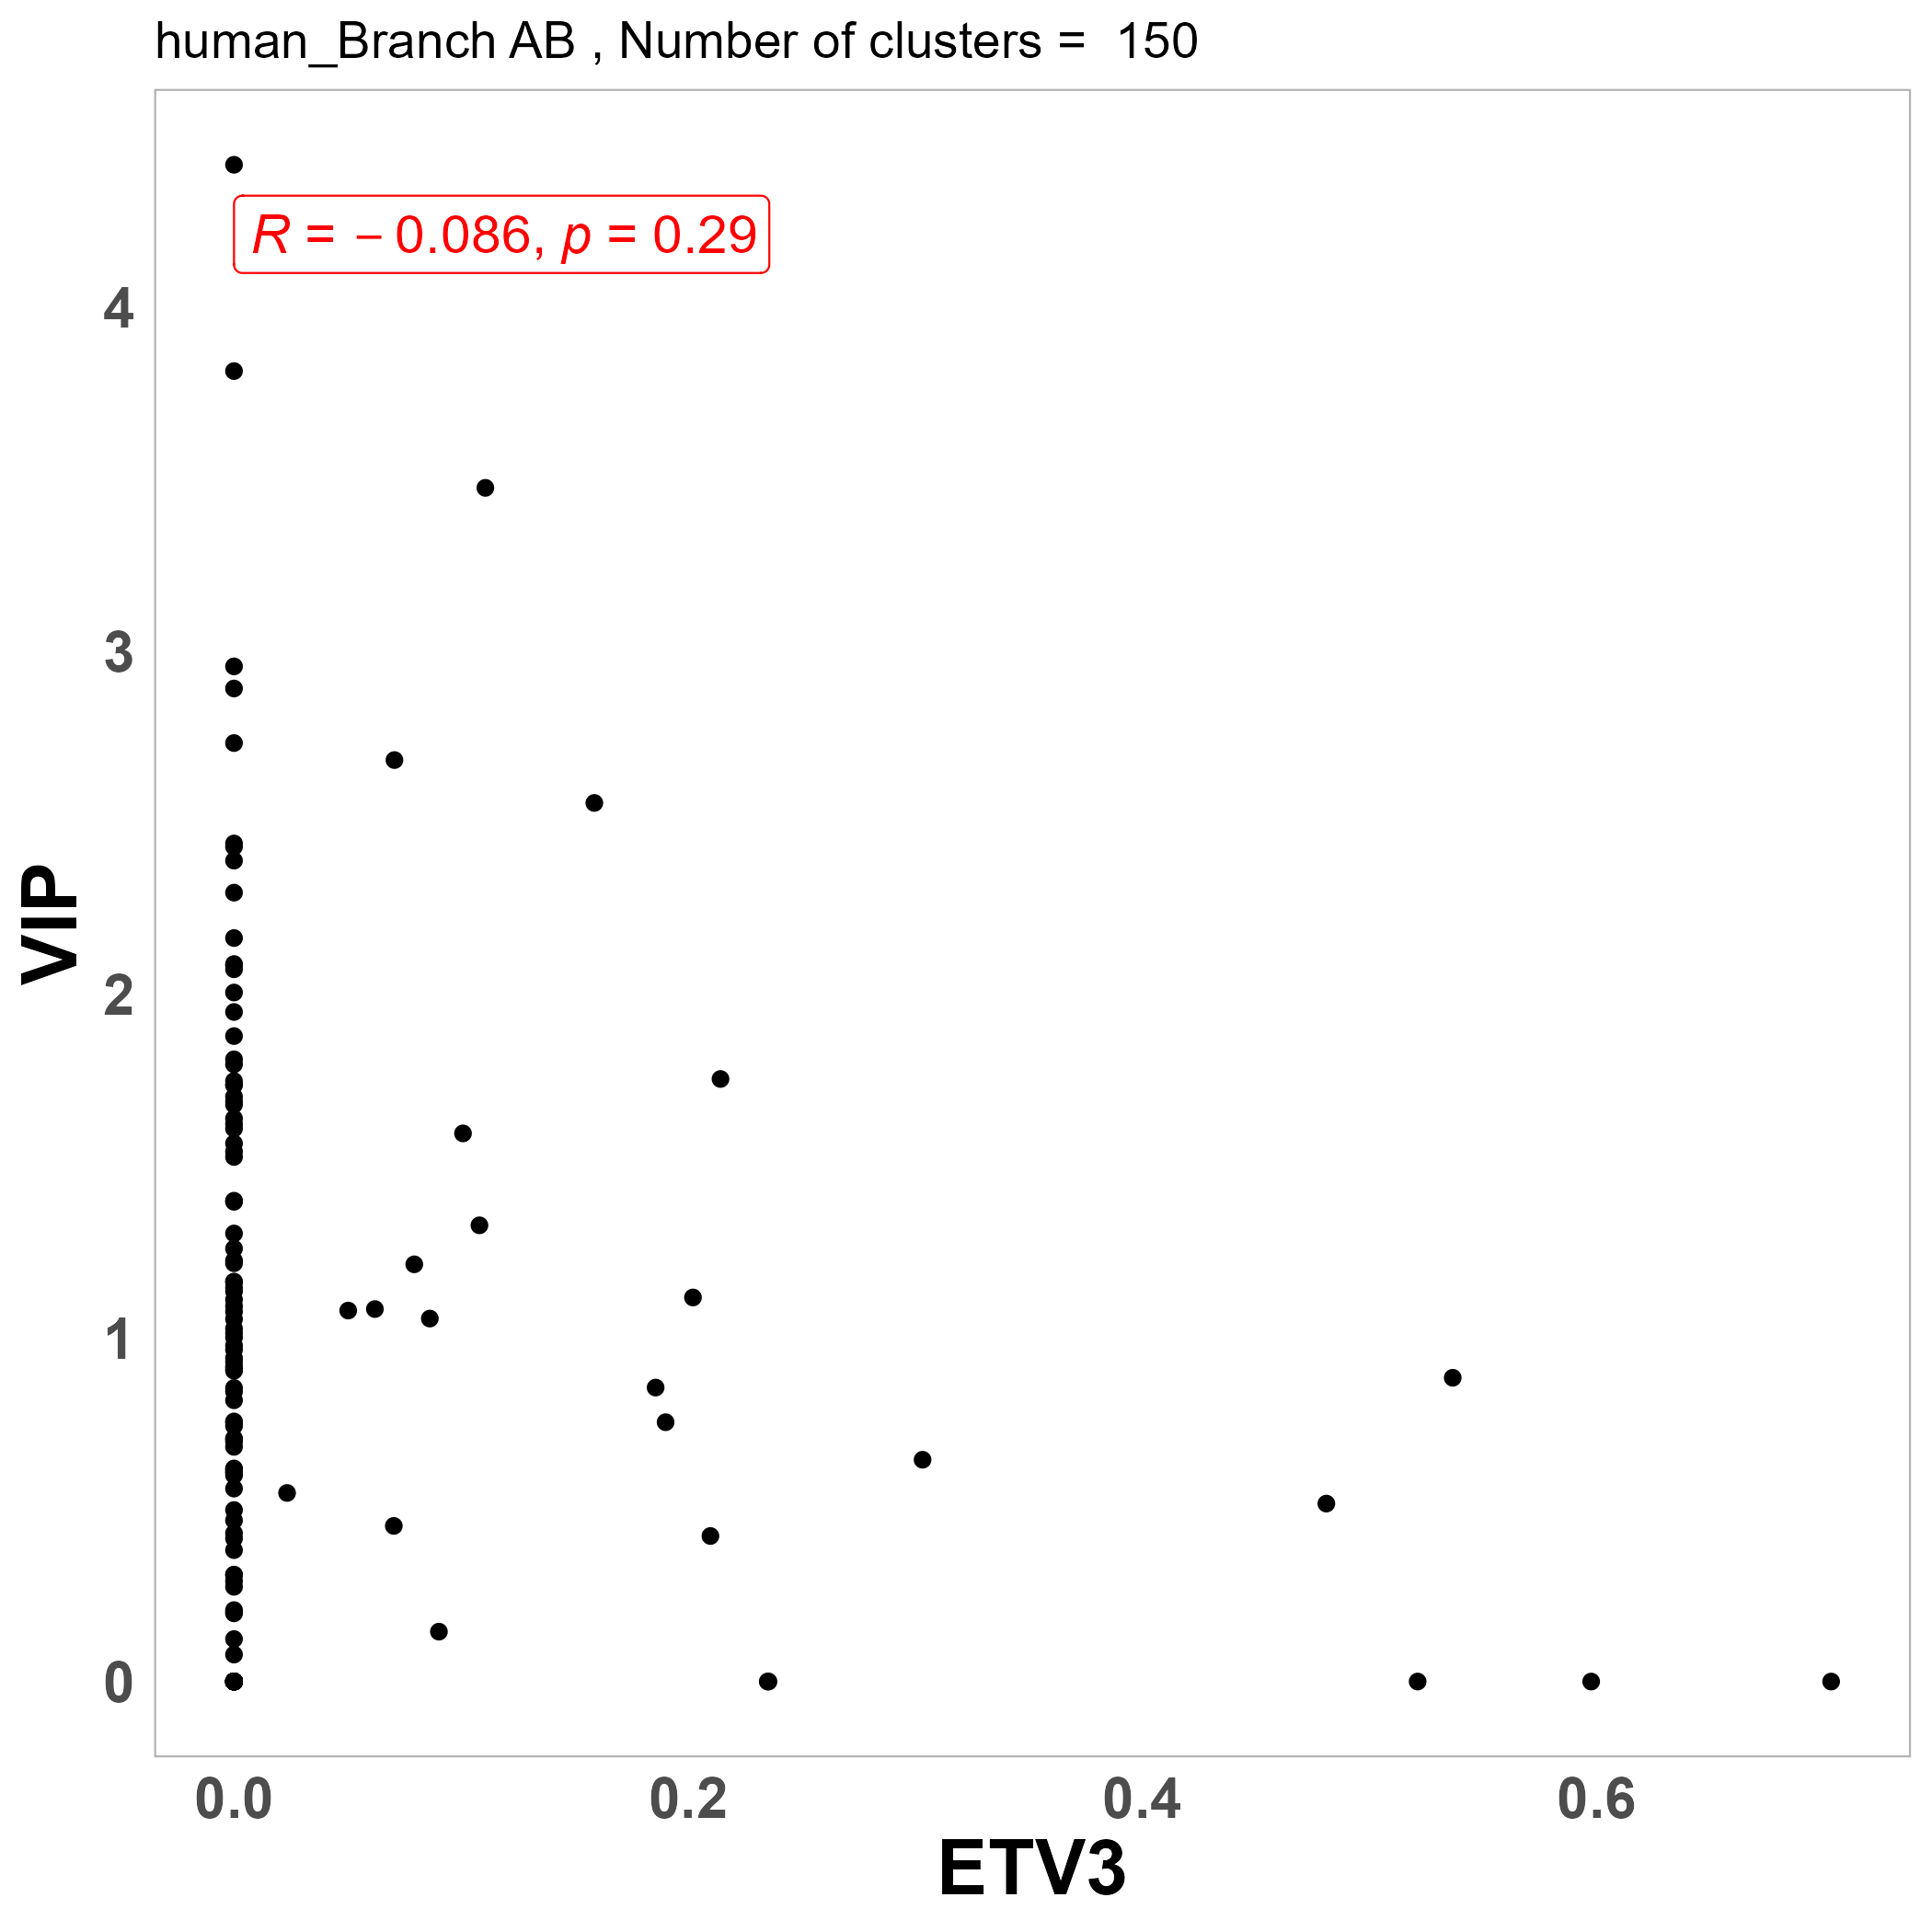 human_Branch AB , Number of clusters =  150
R = − 0.086, p = 0.29
4
3
2
1
0
VIP
0.0 0.2 0.4 0.6
ETV3